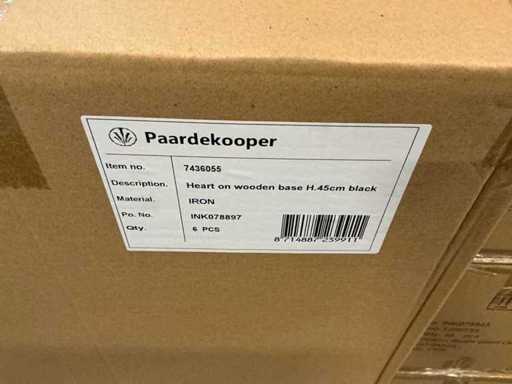 Paardekooper
Item no. 7436055
Description. Heart on wooden base H.45cm black
Material. IRON
Po. No. INK078897
Qty. 6 PCS
8 714887 239911